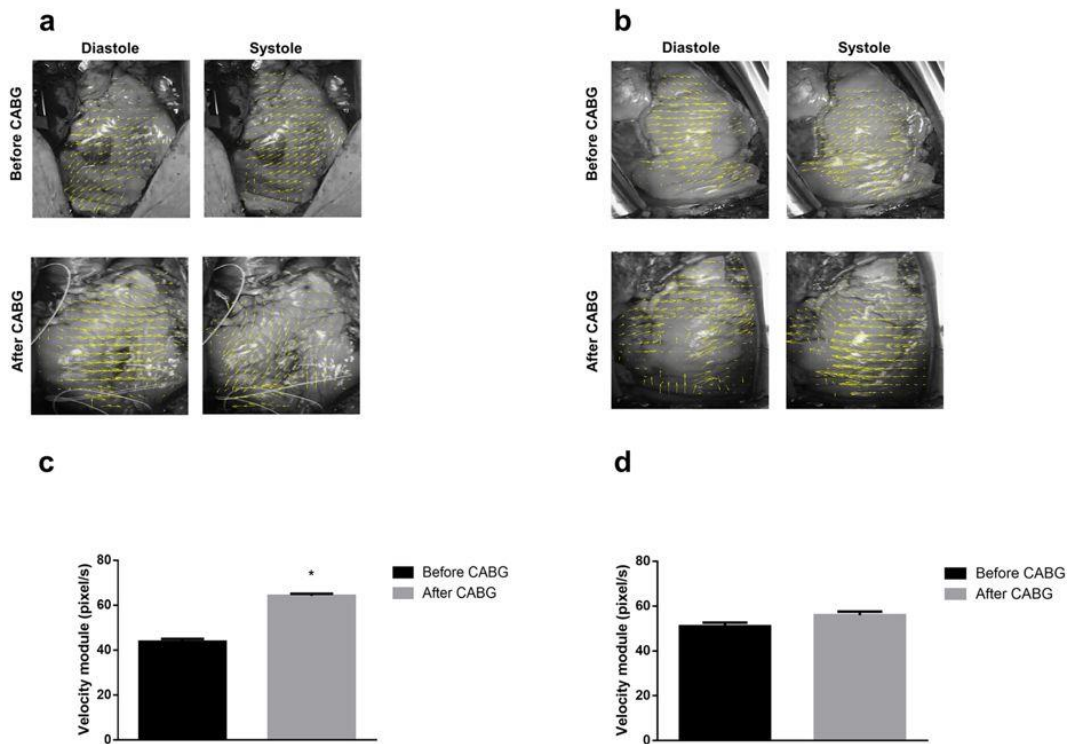 a
Diastole Systole
Before CABG
After CABG
b
Diastole Systole
Before CABG
After CABG
c
Velocity module (pixel/s)
80
60
40
20
0
*
Before CABG
After CABG
d
Velocity module (pixel/s)
80
60
40
20
0
Before CABG
After CABG